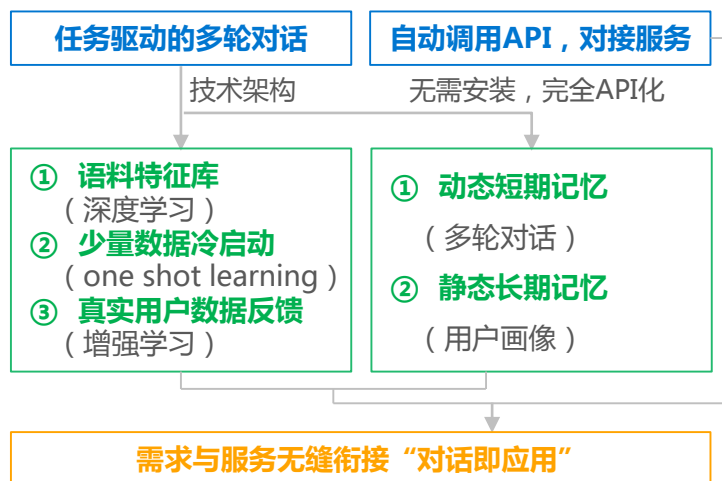 任务驱动的多轮对话
自动调用API，对接服务
技术架构
无需安装，完全API化
① 语料特征库
（深度学习）
② 少量数据冷启动
（one shot learning）
③ 真实用户数据反馈
（增强学习）
① 动态短期记忆
（多轮对话）
② 静态长期记忆
（用户画像）
需求与服务无缝衔接“对话即应用”